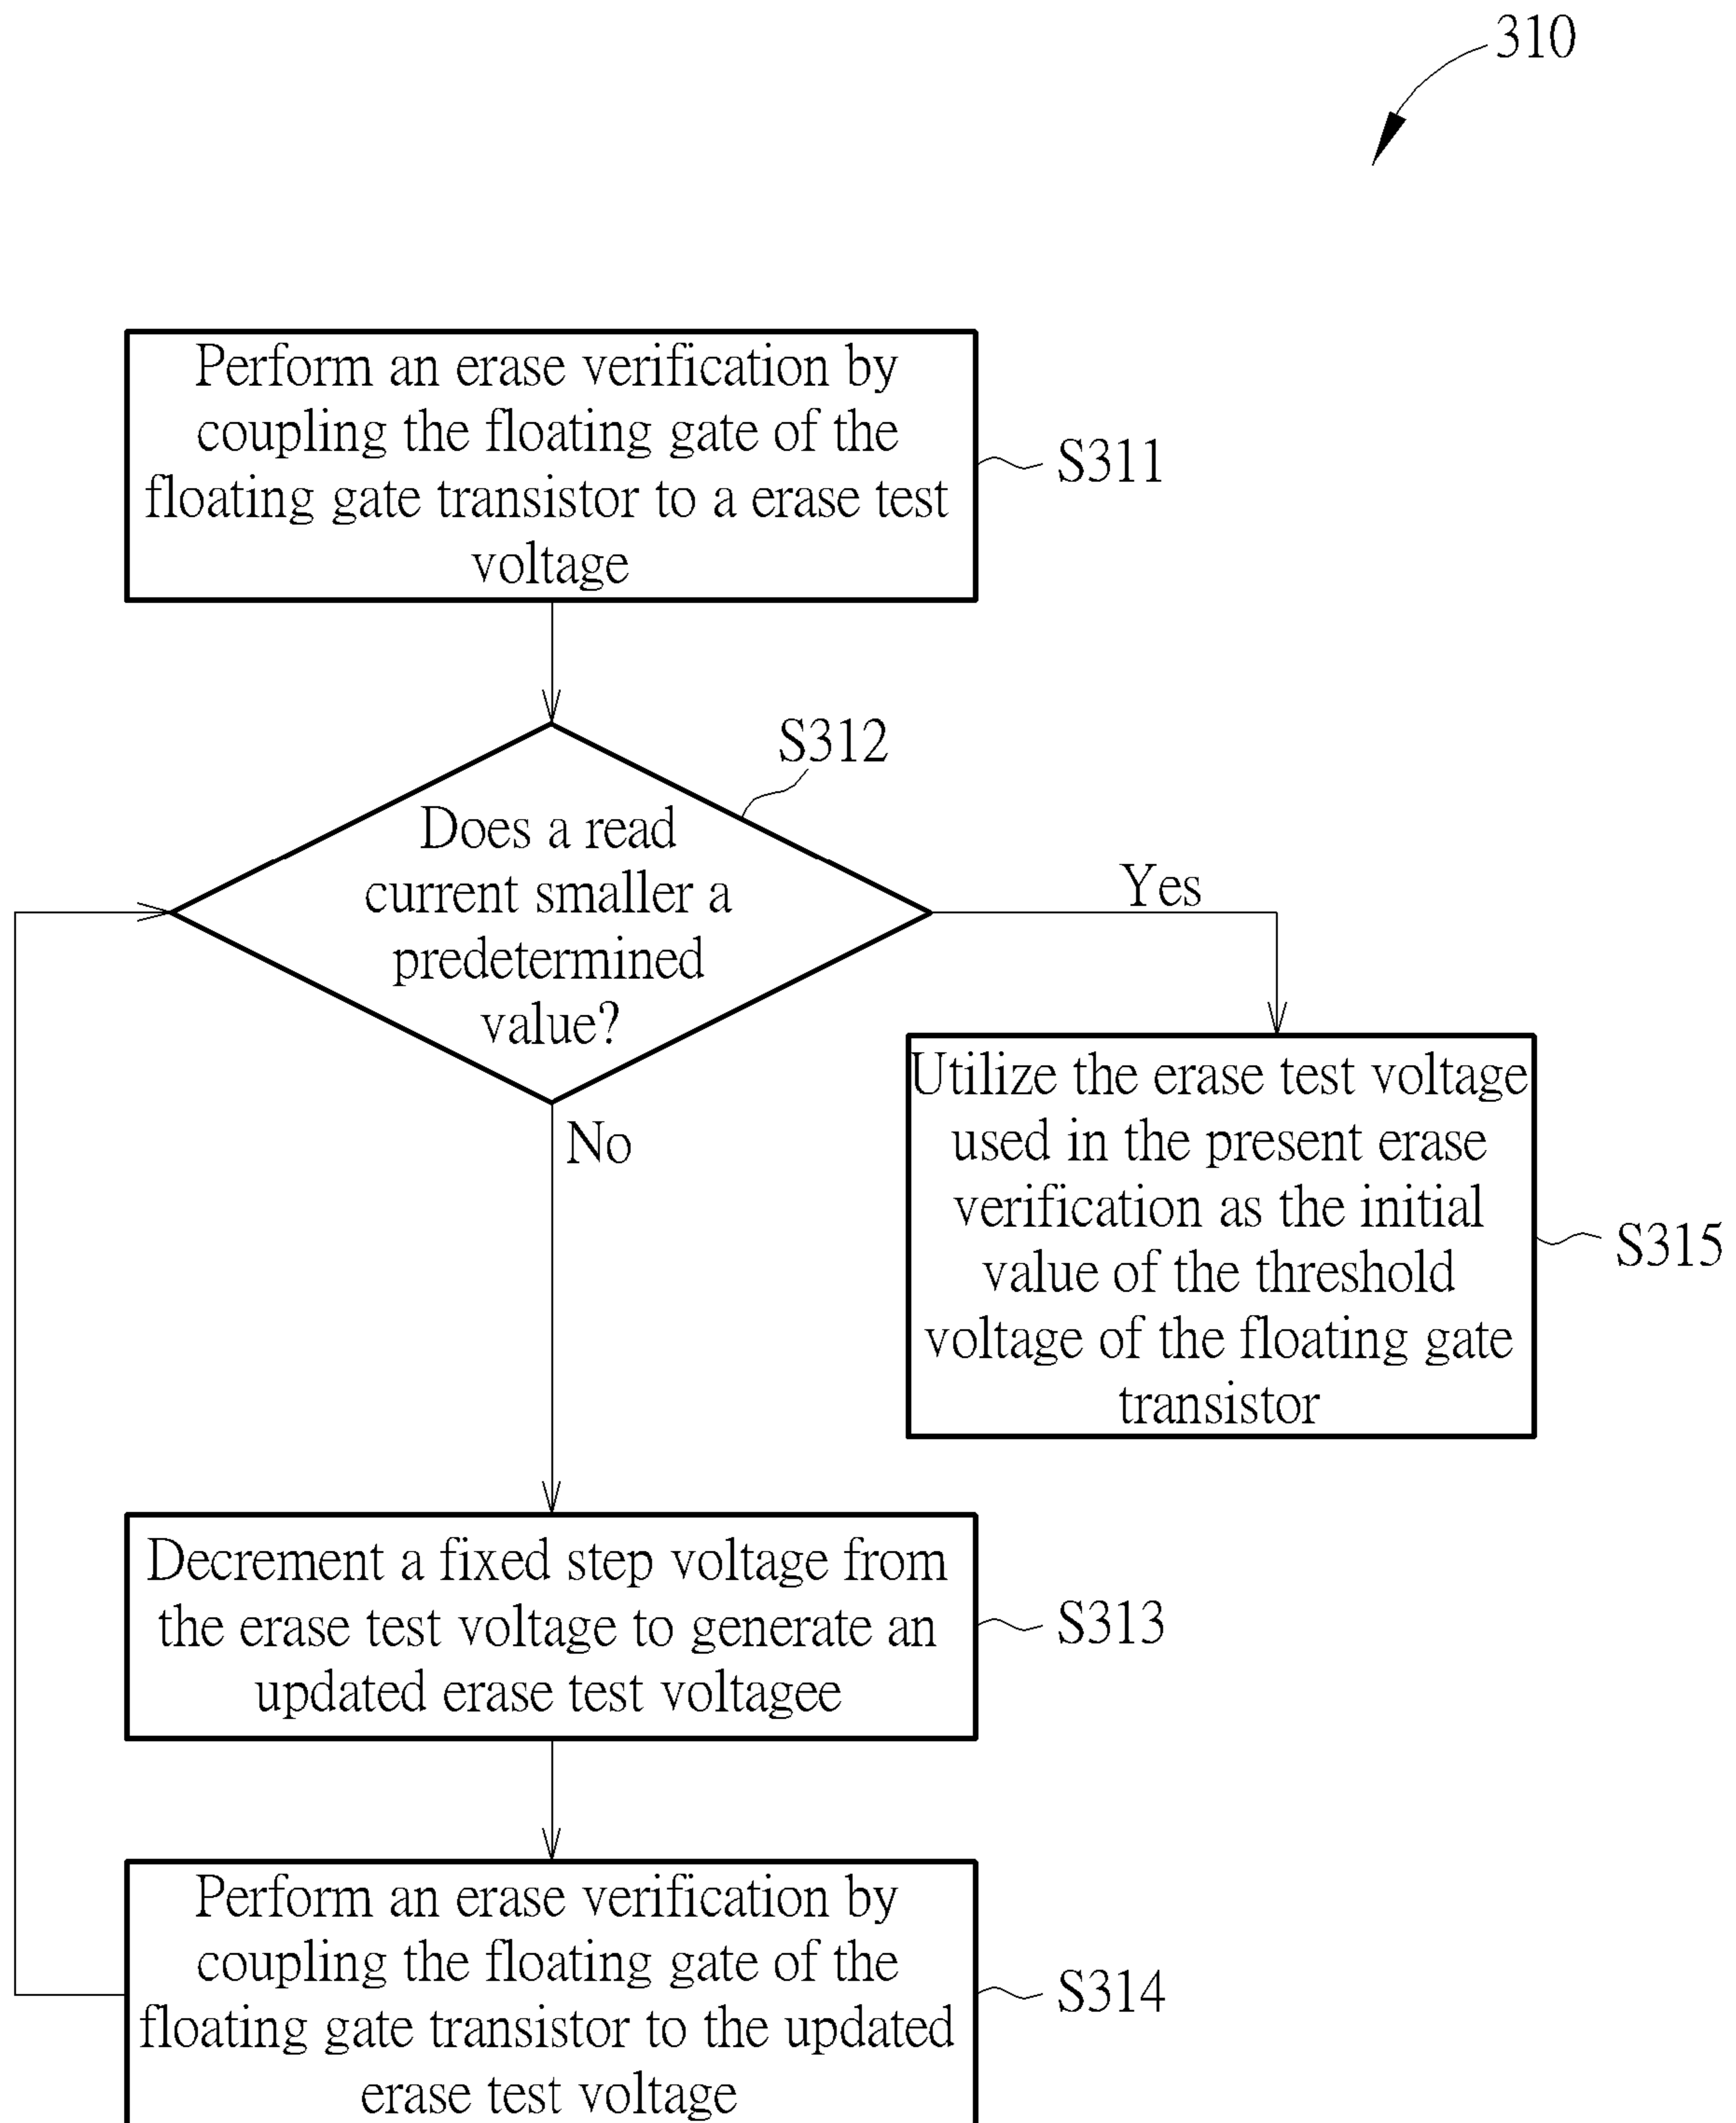 310
Perform an erase verification by
coupling the floating gate of the
floating gate transistor to a erase test
voltage
S311
S312
Does a read
current smaller a
predetermined
value?
Yes
No
Utilize the erase test voltage
used in the present erase
verification as the initial
value of the threshold
voltage of the floating gate
transistor
S315
Decrement a fixed step voltage from
the erase test voltage to generate an
updated erase test voltagee
S313
Perform an erase verification by
coupling the floating gate of the
floating gate transistor to the updated
erase test voltage
S314